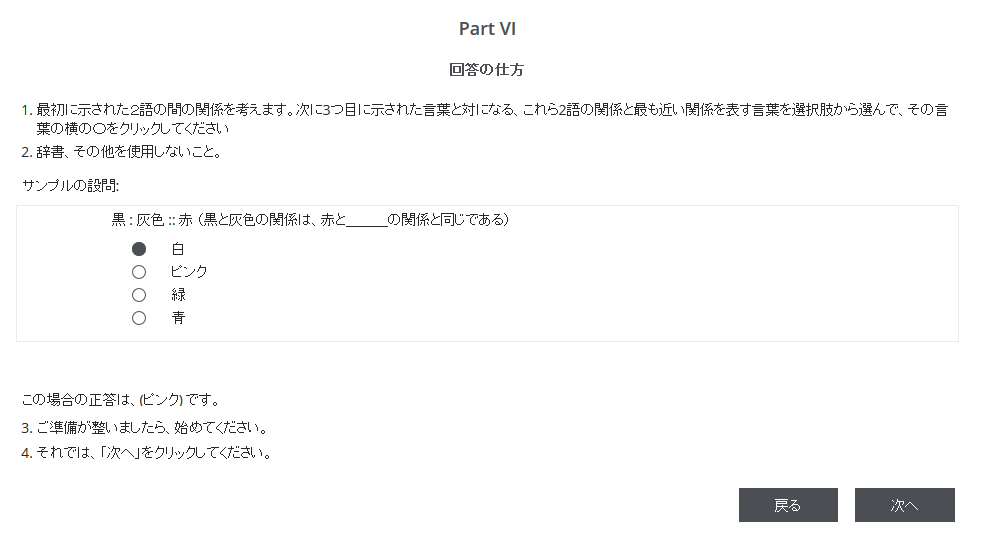 Part VI
回答の仕方
1. 最初に示された2語の間の関係を考えます。次に3つ目に示された言葉と対になる、これら2語の関係と最も近い関係を表す言葉を選択肢から選んで、その言
葉の横の〇をクリックしてください
2. 辞書、その他を使用しないこと。
サンプルの設問:
黒 : 灰色 :: 赤 (黒と灰色の関係は、赤と______の関係と同じである)
白
ピンク
緑
青
この場合の正答は、(ピンク) です。
3. ご準備が整いましたら、始めてください。
4. それでは、「次へ」をクリックしてください。
戻る 次へ